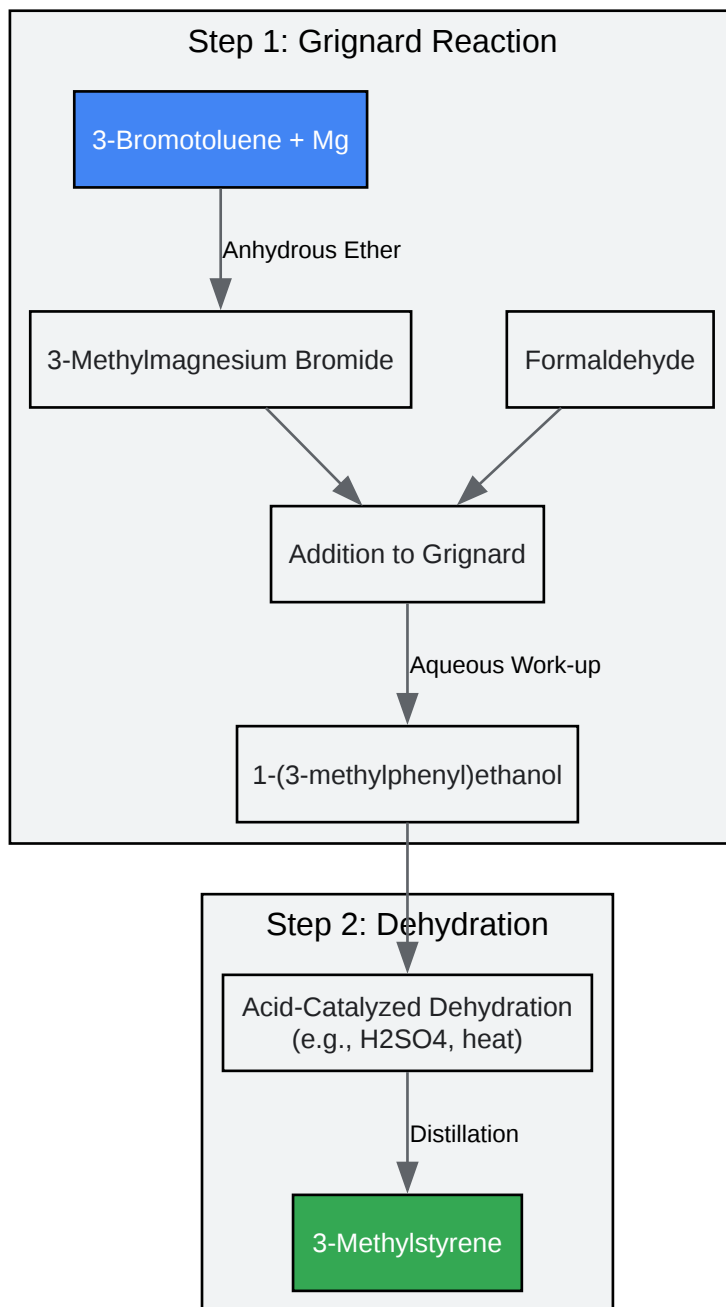 Step 1: Grignard Reaction
3-Bromotoluene + Mg
Anhydrous Ether
3-Methylmagnesium Bromide
Formaldehyde
Addition to Grignard
Aqueous Work-up
1-(3-methylphenyl)ethanol
Step 2: Dehydration
Acid-Catalyzed Dehydration
(e.g., H2SO4, heat)
Distillation
3-Methylstyrene